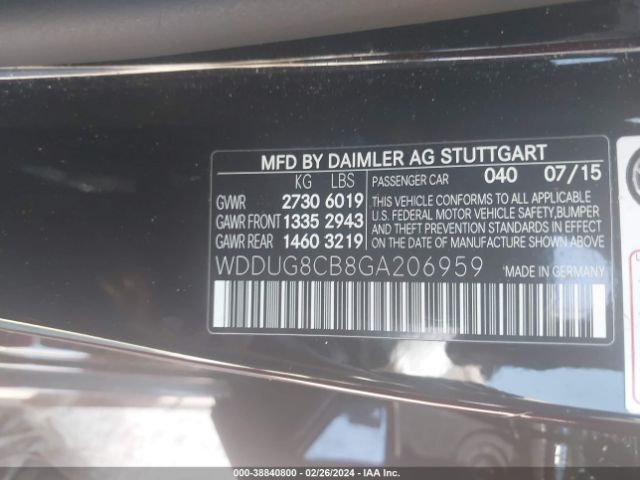 MFD BY DAIMLER AG STUTTGART
KG LBS
GVWR 2730 6019
GAWR FRONT 1335 2943
GAWR REAR 1460 3219
PASSENGER CAR 040 07/15
THIS VEHICLE CONFORMS TO ALL APPLICABLE
U.S. FEDERAL MOTOR VEHICLE SAFETY, BUMPER
AND THEFT PREVENTION STANDARDS IN EFFECT
ON THE DATE OF MANUFACTURE SHOWN ABOVE.
WDDUG8CB8GA206959 *MADE IN GERMANY
000-38840800 - 02/26/2024 - IAA Inc.